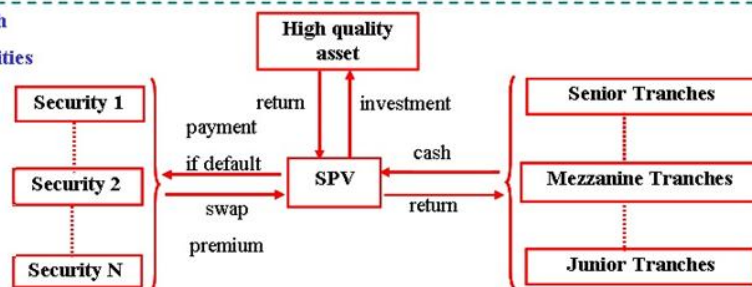 h
ities
High quality
asset
Security 1
Security 2
Security N
return
investment
payment
if default
swap
premium
SPV
cash
return
Senior Tranches
Mezzanine Tranches
Junior Tranches